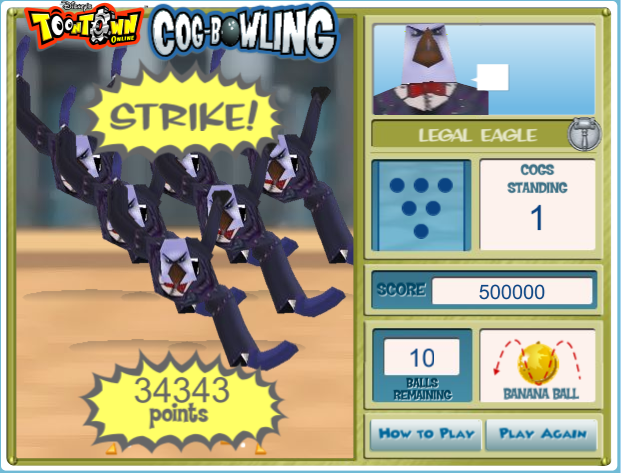 Disney's
TOONTOWN
ONLINE
COG-BOWLING
STRIKE!
LEGAL EAGLE
COGS
STANDING
1
SCORE
500000
34343
points
10
BALLS
REMAINING
BANANA BALL
HOW TO PLAY
PLAY AGAIN